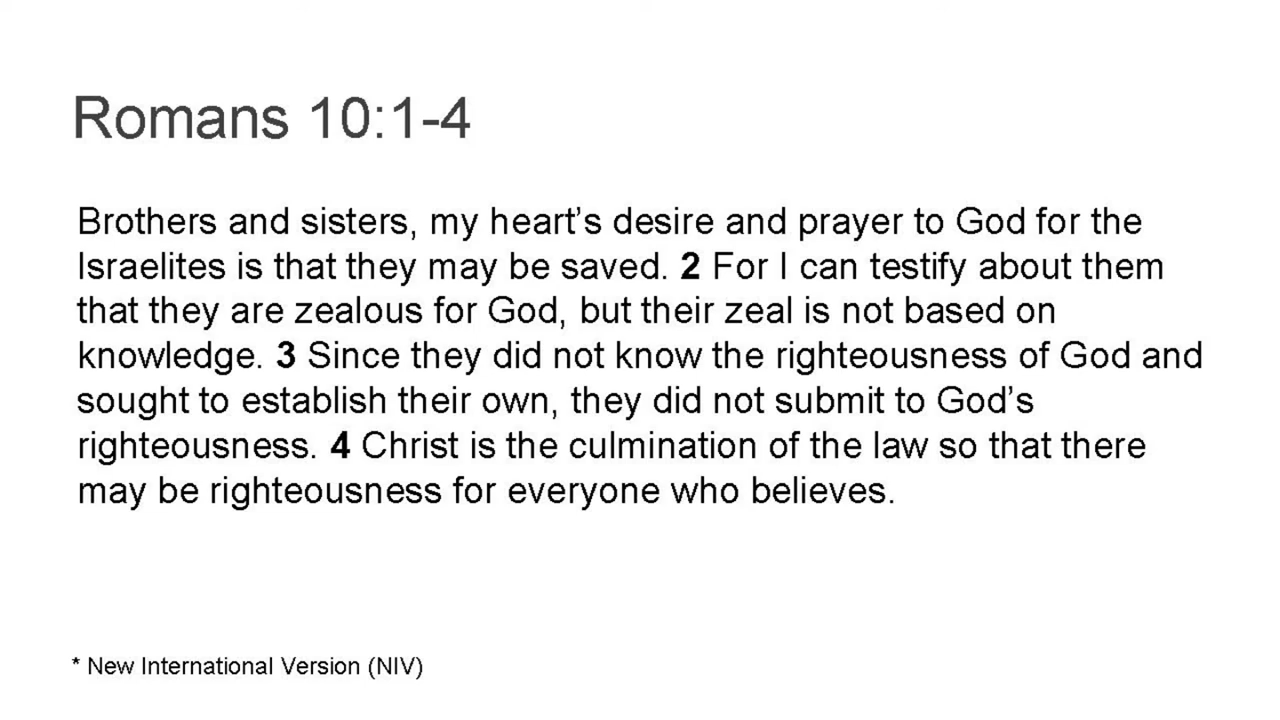 Romans 10:1-4
Brothers and sisters, my heart’s desire and prayer to God for the
Israelites is that they may be saved. 2 For I can testify about them
that they are zealous for God, but their zeal is not based on
knowledge. 3 Since they did not know the righteousness of God and
sought to establish their own, they did not submit to God’s
righteousness. 4 Christ is the culmination of the law so that there
may be righteousness for everyone who believes.
* New International Version (NIV)